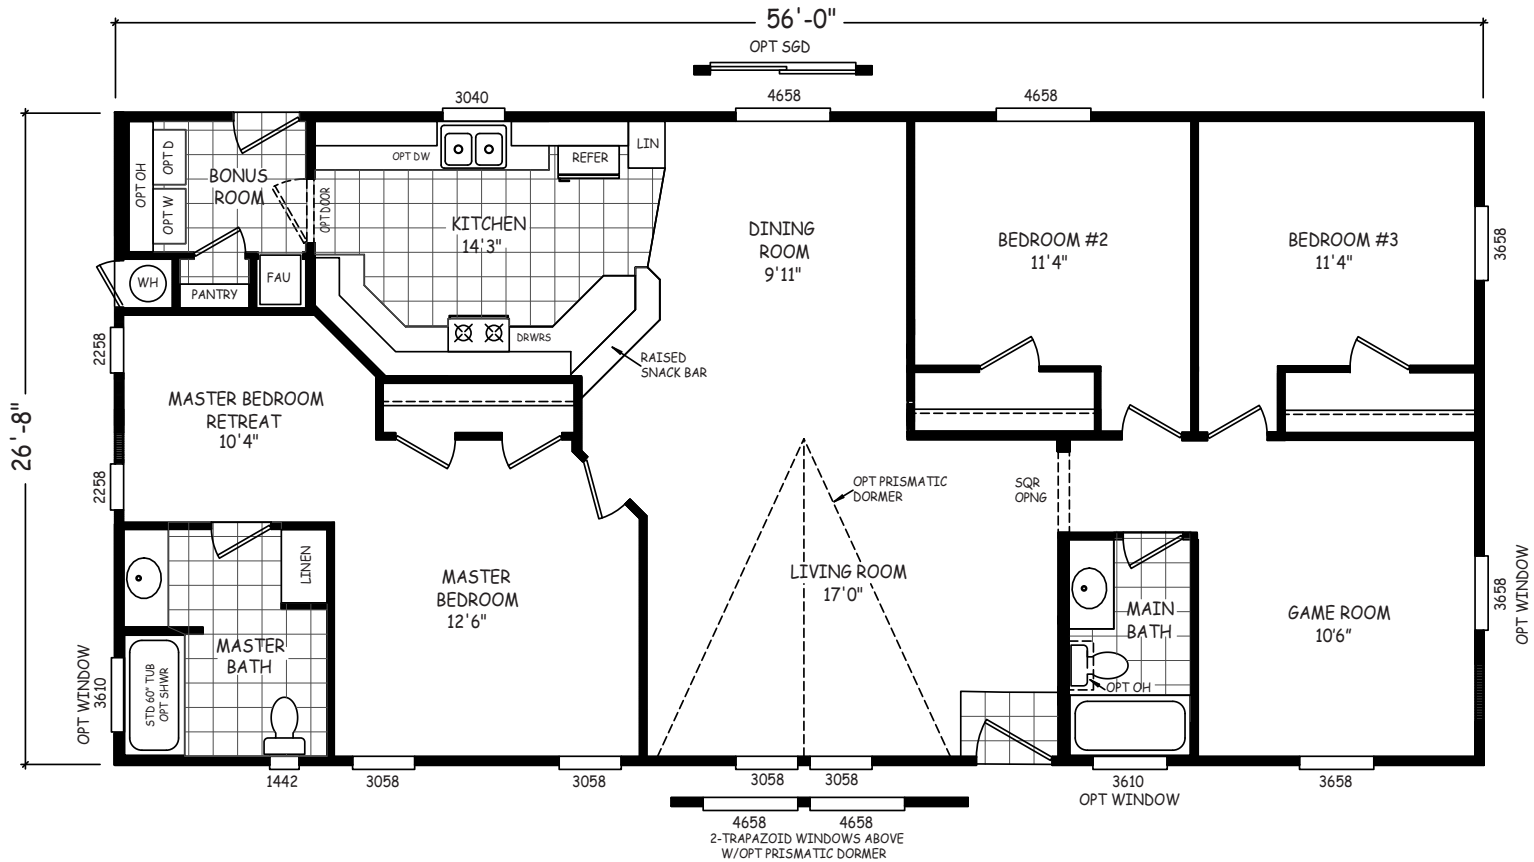 56'-0"
OPT SGD
3040
4658
4658
OPT OH
OPT D
OPT W
BONUS
ROOM
OPT DOOR
OPT DW
REFER
LIN
KITCHEN
14'3"
DINING
ROOM
9'11"
BEDROOM #2
11'4"
BEDROOM #3
11'4"
3658
WH
PANTRY
FAU
DRWRS
RAISED
SNACK BAR
2258
26'-8"
MASTER BEDROOM
RETREAT
10'4"
2258
OPT PRISMATIC
DORMER
SQR
OPNG
LINEN
MASTER
BEDROOM
12'6"
LIVING ROOM
17'0"
MAIN
BATH
GAME ROOM
10'6"
3658
OPT WINDOW
MASTER
BATH
STD 60" TUB
OPT SHWR
OPT WINDOW
3610
OPT OH
1442
3058
3058
3058
3058
3610
OPT WINDOW
3658
4658
4658
2-TRAPAZOID WINDOWS ABOVE
W/OPT PRISMATIC DORMER